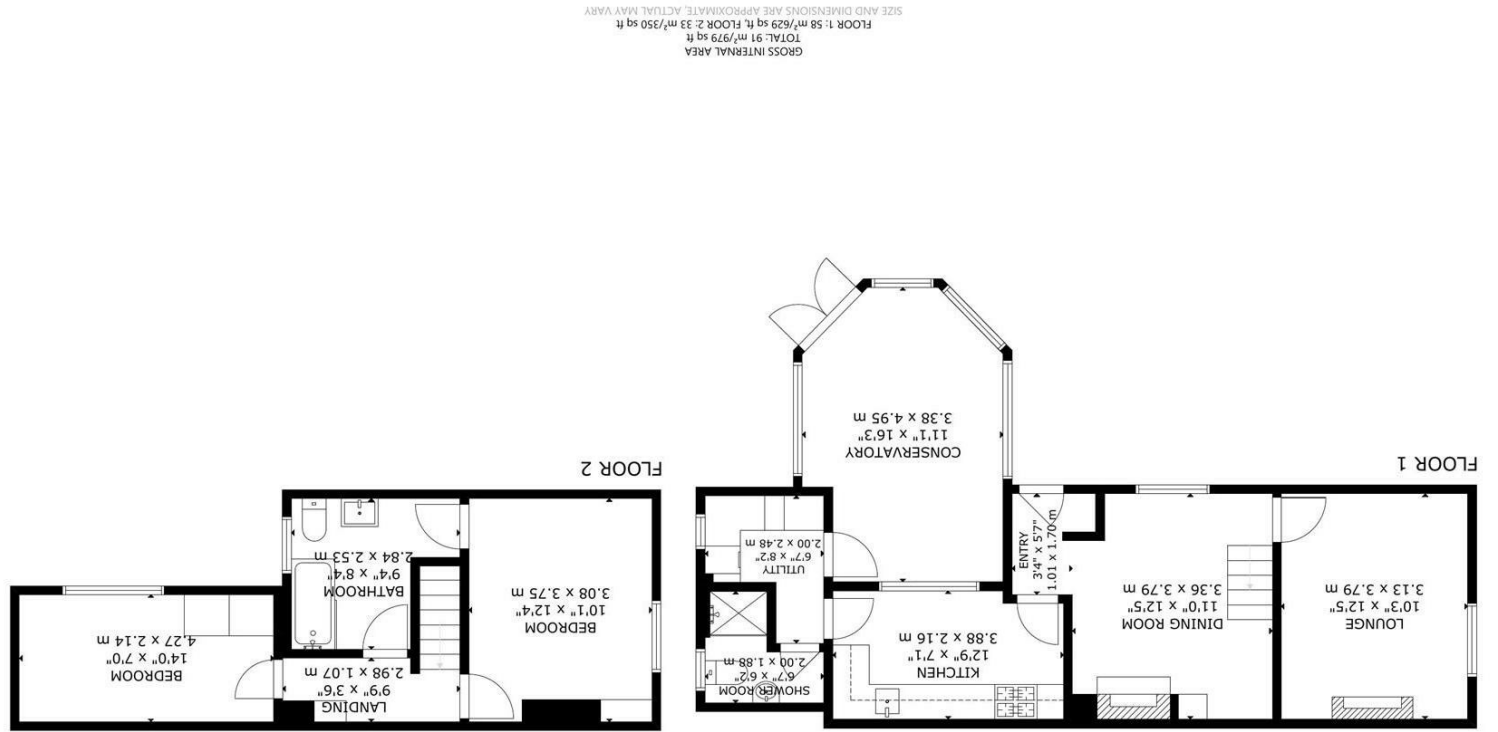 FLOOR 1
LOUNGE
10'3" x 12'5"
3.13 x 3.79 m
DINING ROOM
11'0" x 12'5"
3.36 x 3.79 m
ENTRY
3'4" x 5'7"
1.01 x 1.70 m
KITCHEN
12'9" x 7'1"
3.88 x 2.16 m
SHOWER ROOM
6'7" x 6'2"
2.00 x 1.88 m
UTILITY
6'7" x 8'2"
2.00 x 2.48 m
CONSERVATORY
11'1" x 16'3"
3.38 x 4.95 m
FLOOR 2
BEDROOM
10'1" x 12'4"
3.08 x 3.75 m
LANDING
9'9" x 3'6"
2.98 x 1.07 m
BATHROOM
9'4" x 8'4"
2.84 x 2.53 m
BEDROOM
14'0" x 7'0"
4.27 x 2.14 m
GROSS INTERNAL AREA
TOTAL: 91 m²/979 sq ft
FLOOR 1: 58 m²/629 sq ft, FLOOR 2: 33 m²/350 sq ft
SIZE AND DIMENSIONS ARE APPROXIMATE, ACTUAL MAY VARY